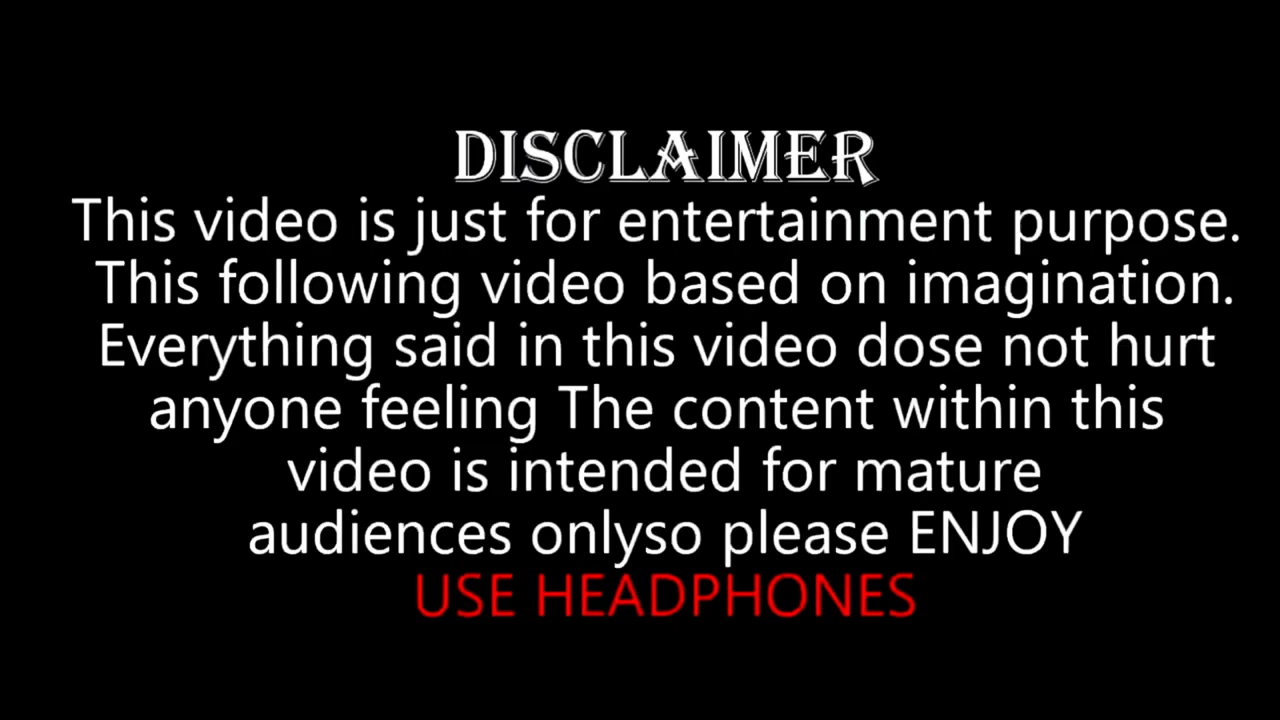 DISCLAIMER
This video is just for entertainment purpose.
This following video based on imagination.
Everything said in this video dose not hurt
anyone feeling The content within this
video is intended for mature
audiences onlyso please ENJOY
USE HEADPHONES